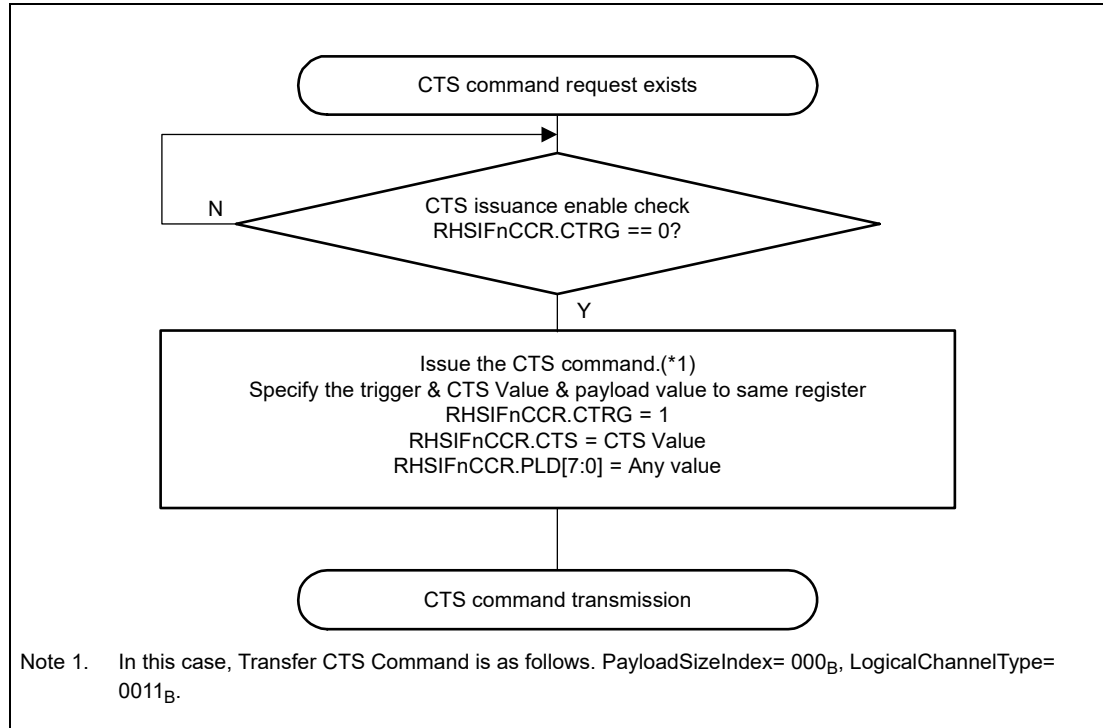 CTS command request exists
N
CTS issuance enable check
RHSIFnCCR.CTRG == 0?
Y
Issue the CTS command.(*1)
Specify the trigger & CTS Value & payload value to same register
RHSIFnCCR.CTRG = 1
RHSIFnCCR.CTS = CTS Value
RHSIFnCCR.PLD[7:0] = Any value
CTS command transmission
Note 1. In this case, Transfer CTS Command is as follows. PayloadSizeIndex= 000B, LogicalChannelType=
0011B.